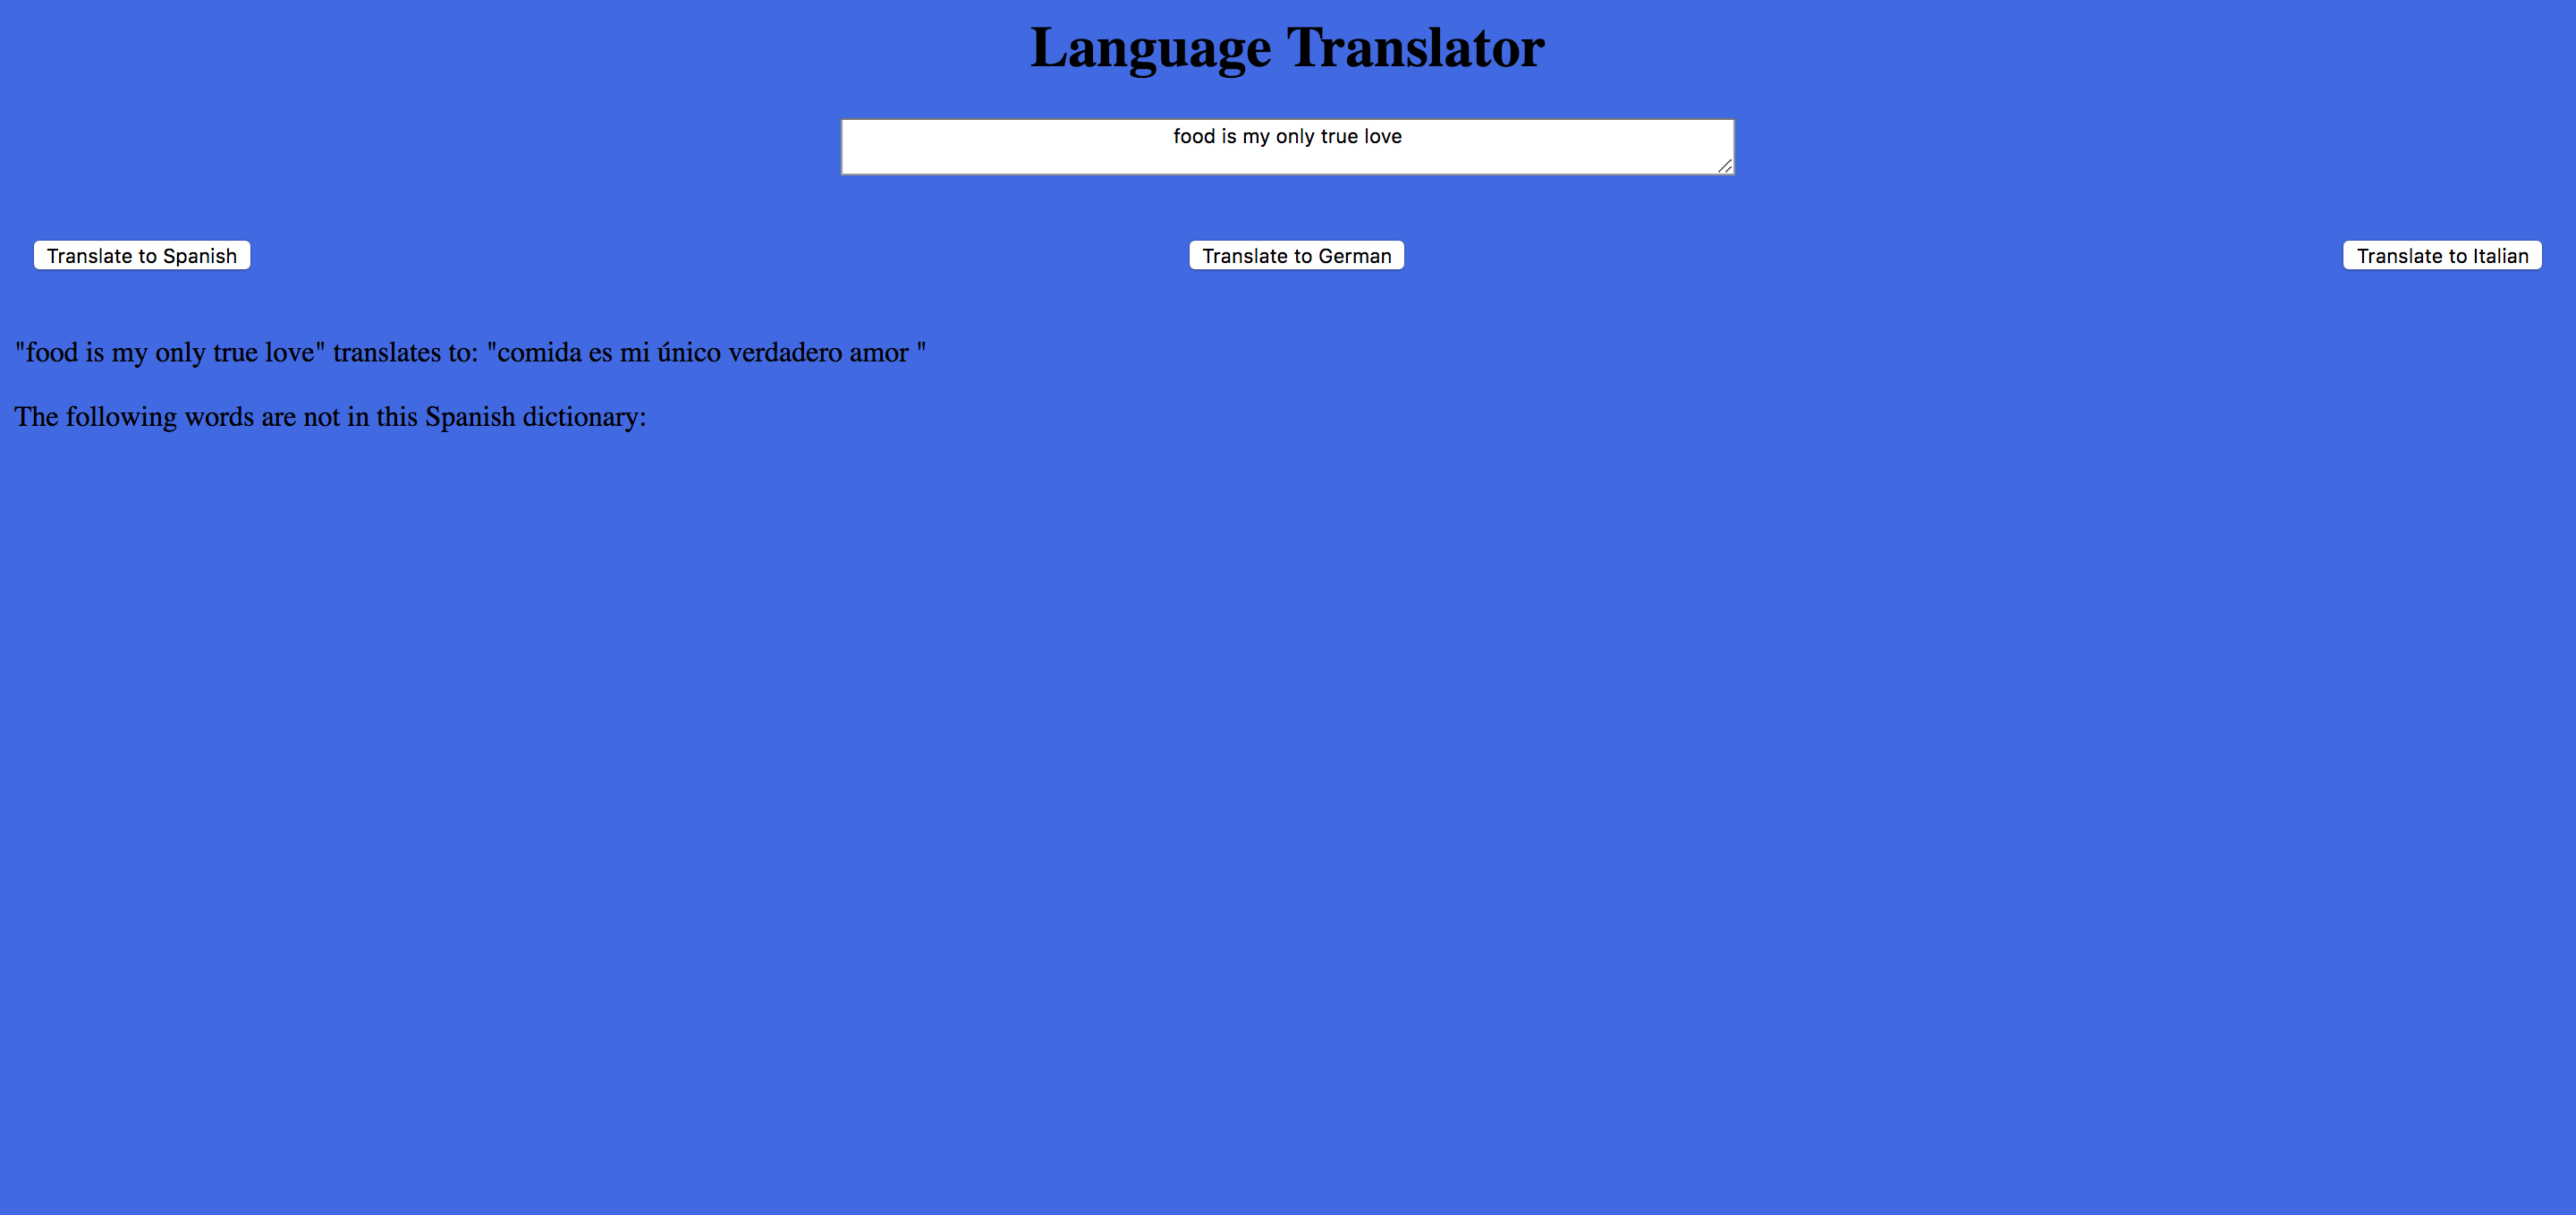 Language Translator
food is my only true love
Translate to Spanish
Translate to German
Translate to Italian
"food is my only true love" translates to: "comida es mi único verdadero amor "
The following words are not in this Spanish dictionary: